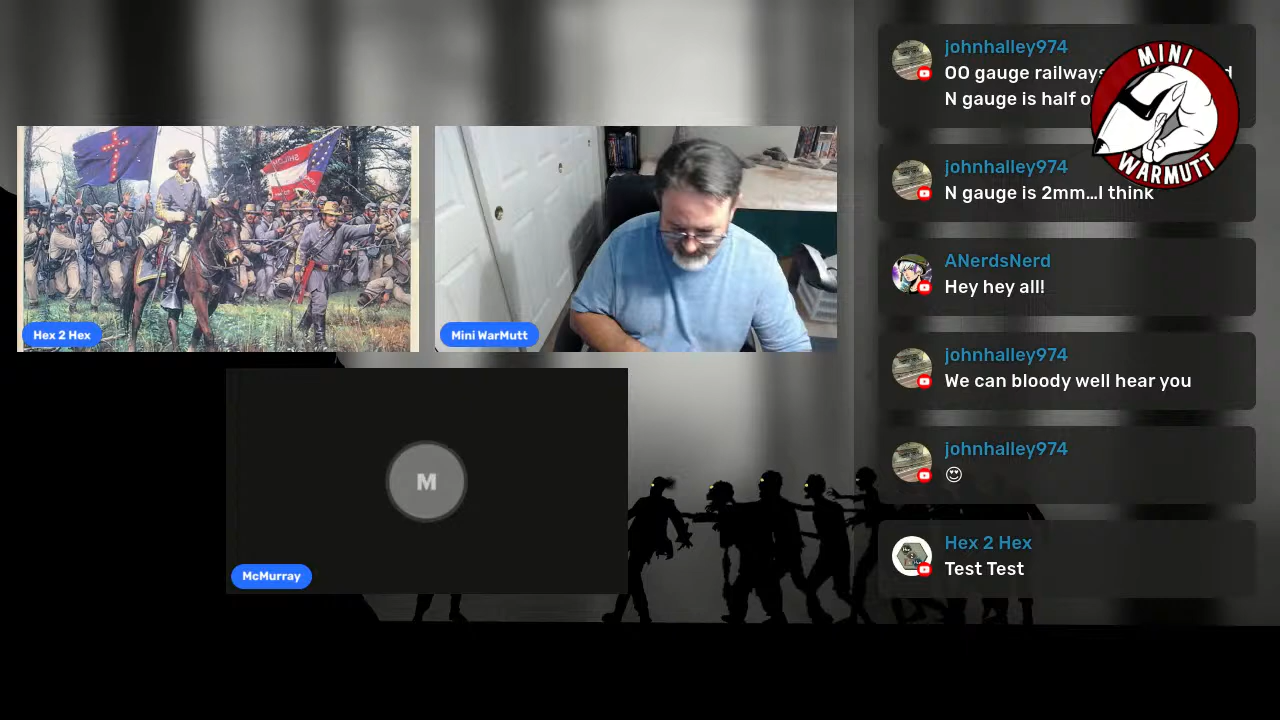 Hex 2 Hex
SHILOH
Mini WarMutt
M
McMurray
johnhalley974
OO gauge railways
N gauge is half
MINI
WARMUTT
johnhalley974
N gauge is 2mm...I think
ANerdsNerd
Hey hey all!
johnhalley974
We can bloody well hear you
johnhalley974
😍
Hex 2 Hex
Test Test